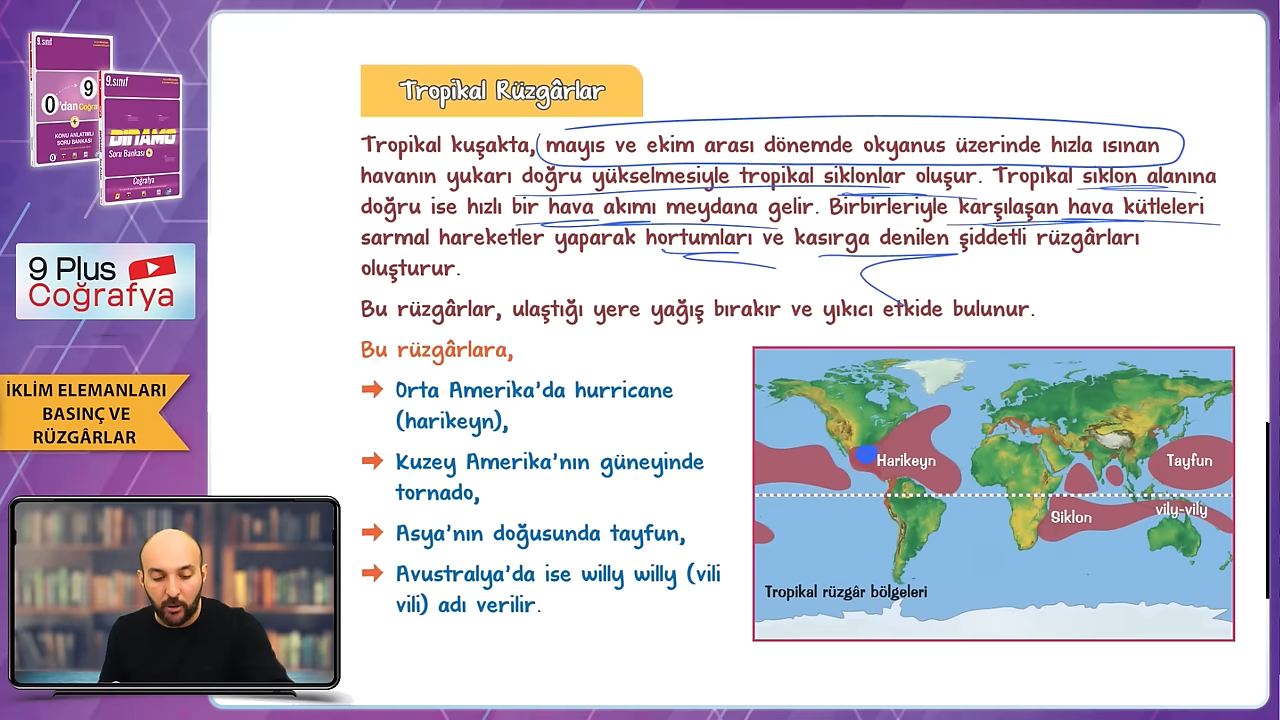 9.sınıf
0'dan
9
Coğrafya
KONU ANLATIMLI
SORU BANKASI
9.sınıf
DİNAMO
Soru Bankası
Coğrafya
9 Plus
Coğrafya
İKLİM ELEMANLARI
BASINÇ VE
RÜZGÂRLAR
Tropikal Rüzgârlar
Tropikal kuşakta, mayıs ve ekim arası dönemde okyanus üzerinde hızla ısınan
havanın yukarı doğru yükselmesiyle tropikal siklonlar oluşur. Tropikal siklon alanına
doğru ise hızlı bir hava akımı meydana gelir. Birbirleriyle karşılaşan hava kütleleri
sarmal hareketler yaparak hortumları ve kasırga denilen şiddetli rüzgârları
oluşturur.
Bu rüzgârlar, ulaştığı yere yağış bırakır ve yıkıcı etkide bulunur.
Bu rüzgârlara,
Orta Amerika'da hurricane
(harikeyn),
Kuzey Amerika'nın güneyinde
tornado,
Asya'nın doğusunda tayfun,
Avustralya'da ise willy willy (vili
vili) adı verilir.
Harikeyn
Tayfun
Siklon
vily-vily
Tropikal rüzgâr bölgeleri